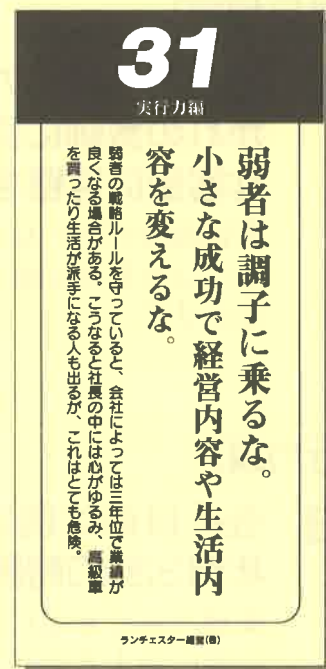 31
実行力編
弱者は調子に乗るな。
小さな成功で経営内容や生活内
容を変えるな。
弱者の戦略ルールを守っていると、会社によっては三年位で業績が
良くなる場合がある。こうなると社長の中には心がゆるみ、高級車
を買ったり生活が派手になる人も出るが、これはとても危険。
ランチェスター経営(株)